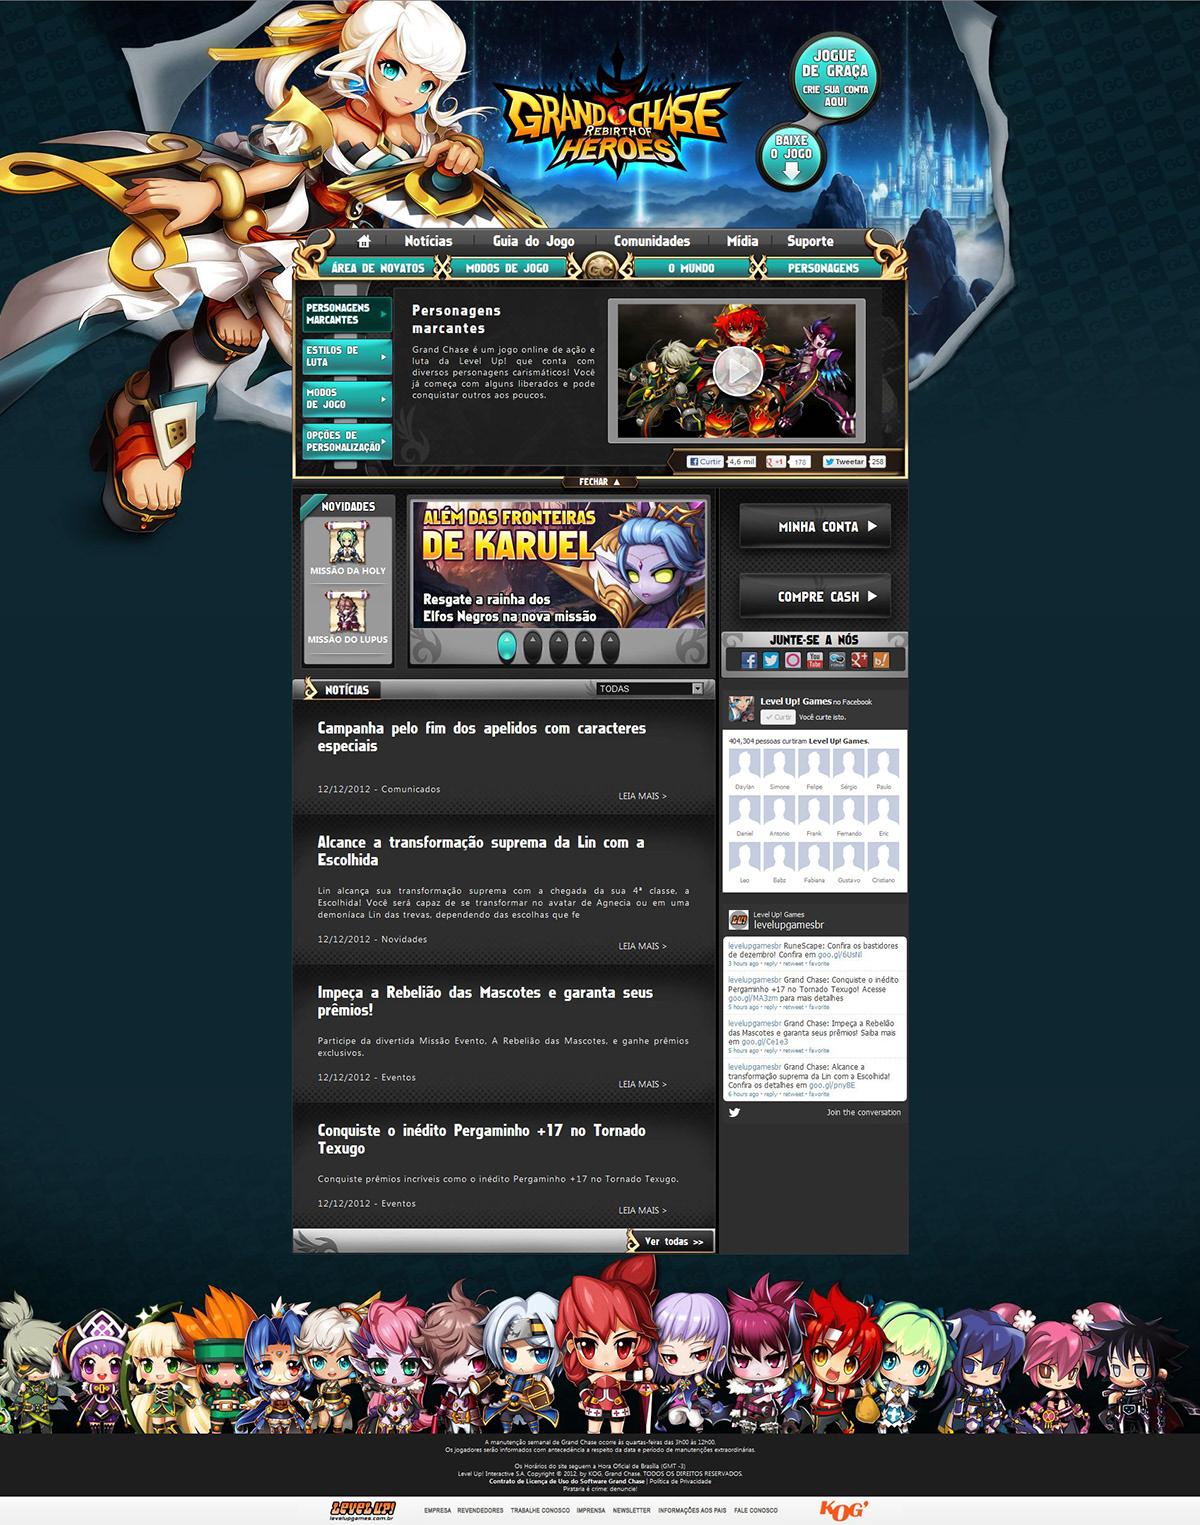 JOGUE
DE GRAÇA
CRIE SUA CONTA
AQUI
BAIXE
O JOGO
GRAND CHASE
REBIRTH OF
HEROES
Notícias
Guia do Jogo
Comunidades
Mídia
Suporte
ÁREA DE NOVATOS
MODOS DE JOGO
GC
O MUNDO
PERSONAGENS
PERSONAGENS
MARCANTES
ESTILOS DE
LUTA
MODOS
DE JOGO
OPÇÕES DE
PERSONALIZAÇÃO
Personagens
marcantes
Grand Chase é um jogo online de ação e
luta da Level Up! que conta com
diversos personagens carismáticos! Você
já começa com alguns liberados e pode
conquistar outros aos poucos.
Curtir 4,6 mil
+1 178
Tweetar 258
FECHAR ▲
NOVIDADES
MISSÃO DA HOLY
MISSÃO DO LUPUS
ALÉM DAS FRONTEIRAS
DE KARUEL
Resgate a rainha dos
Elfos Negros na nova missão
MINHA CONTA
COMPRE CASH
JUNTE-SE A NÓS
You
Tube
NOTÍCIAS
TODAS
Campanha pelo fim dos apelidos com caracteres
especiais
12/12/2012 - Comunicados
LEIA MAIS >
Alcance a transformação suprema da Lin com a
Escolhida
Lin alcança sua transformação suprema com a chegada da sua 4ª classe, a
Escolhida! Você será capaz de se transformar no avatar de Agnecia ou em uma
demoníaca Lin das trevas, dependendo das escolhas que fe
12/12/2012 - Novidades
LEIA MAIS >
Impeça a Rebelião das Mascotes e garanta seus
prêmios!
Participe da divertida Missão Evento, A Rebelião das Mascotes, e ganhe prêmios
exclusivos.
12/12/2012 - Eventos
LEIA MAIS >
Conquiste o inédito Pergaminho +17 no Tornado
Texugo
Conquiste prêmios incríveis como o inédito Pergaminho +17 no Tornado Texugo.
12/12/2012 - Eventos
LEIA MAIS >
Ver todas >>
Level Up! Games no Facebook
Curtir Você curte isto.
404,304 pessoas curtiram Level Up! Games.
Daylan Simone Felipe Sérgio Paulo
Daniel Antonio Frank Fernando Eric
Leo Babz Fabiana Gustavo Cristiano
Level Up! Games
levelupgamesbr
levelupgamesbr RuneScape: Confira os bastidores
de dezembro! Confira em goo.gl/6UsNl
3 hours ago · reply · retweet · favorite
levelupgamesbr Grand Chase: Conquiste o inédito
Pergaminho +17 no Tornado Texugo! Acesse
goo.gl/MA3zm para mais detalhes
5 hours ago · reply · retweet · favorite
levelupgamesbr Grand Chase: Impeça a Rebelião
das Mascotes e garanta seus prêmios! Saiba mais
em goo.gl/Ce1e3
5 hours ago · reply · retweet · favorite
levelupgamesbr Grand Chase: Alcance a
transformação suprema da Lin com a Escolhida!
Confira os detalhes em goo.gl/pny8E
6 hours ago · reply · retweet · favorite
Join the conversation
A manutenção semanal de Grand Chase ocorre às quartas-feiras das 3h00 às 12h00.
Os jogadores serão informados com antecedência a respeito da data e período de manutenções extraordinárias.
Os Horários do site seguem a Hora Oficial de Brasília (GMT -3)
Level Up! Interactive S.A. Copyright © 2012, by KOG, Grand Chase. TODOS OS DIREITOS RESERVADOS.
Contrato de Licença de Uso do Software Grand Chase | Política de Privacidade
Pirataria é crime: denuncie!
LEVEL UP!
levelupgames.com.br
EMPRESA REVENDEDORES TRABALHE CONOSCO IMPRENSA NEWSLETTER INFORMAÇÕES AOS PAIS FALE CONOSCO
KOG